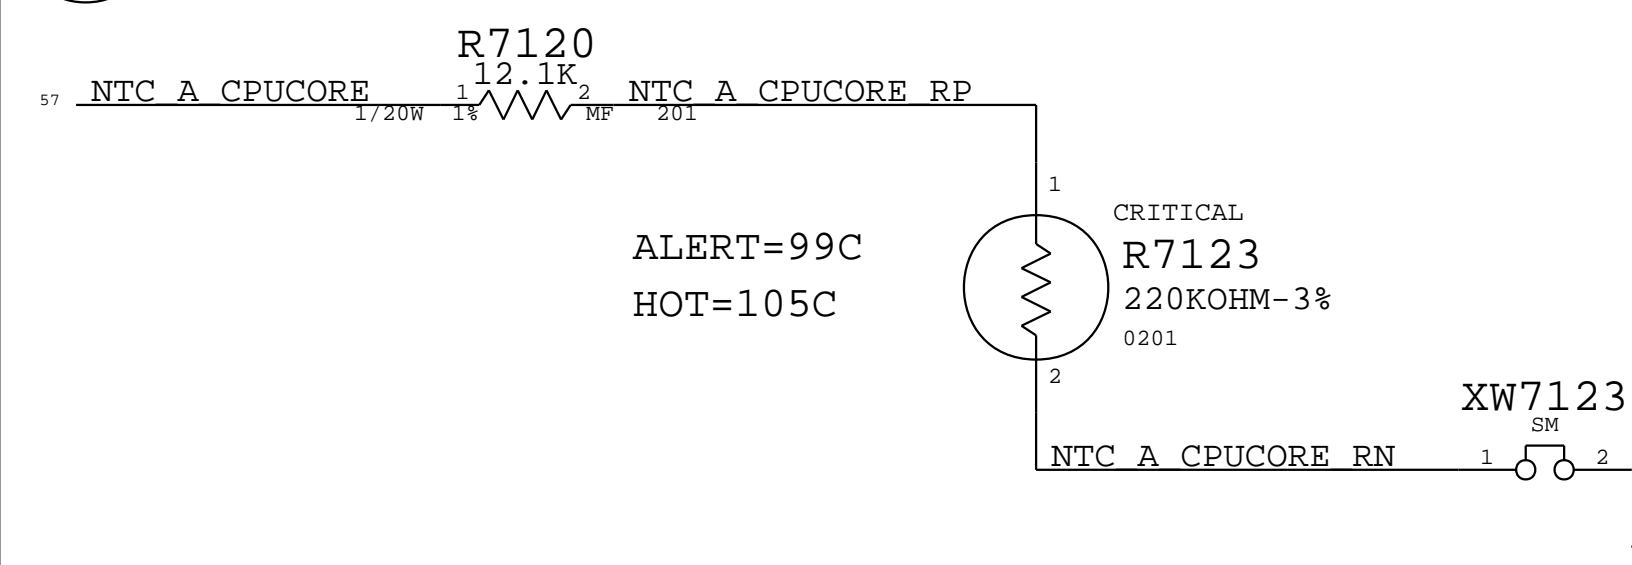 R7120
12.1K
57 NTC_A_CPUCORE 1 2 NTC_A_CPUCORE_RP
1/20W 1% MF 201
1
CRITICAL
ALERT=99C R7123
HOT=105C 220KOHM-3%
0201
2
XW7123
SM
NTC_A_CPUCORE_RN 1 2